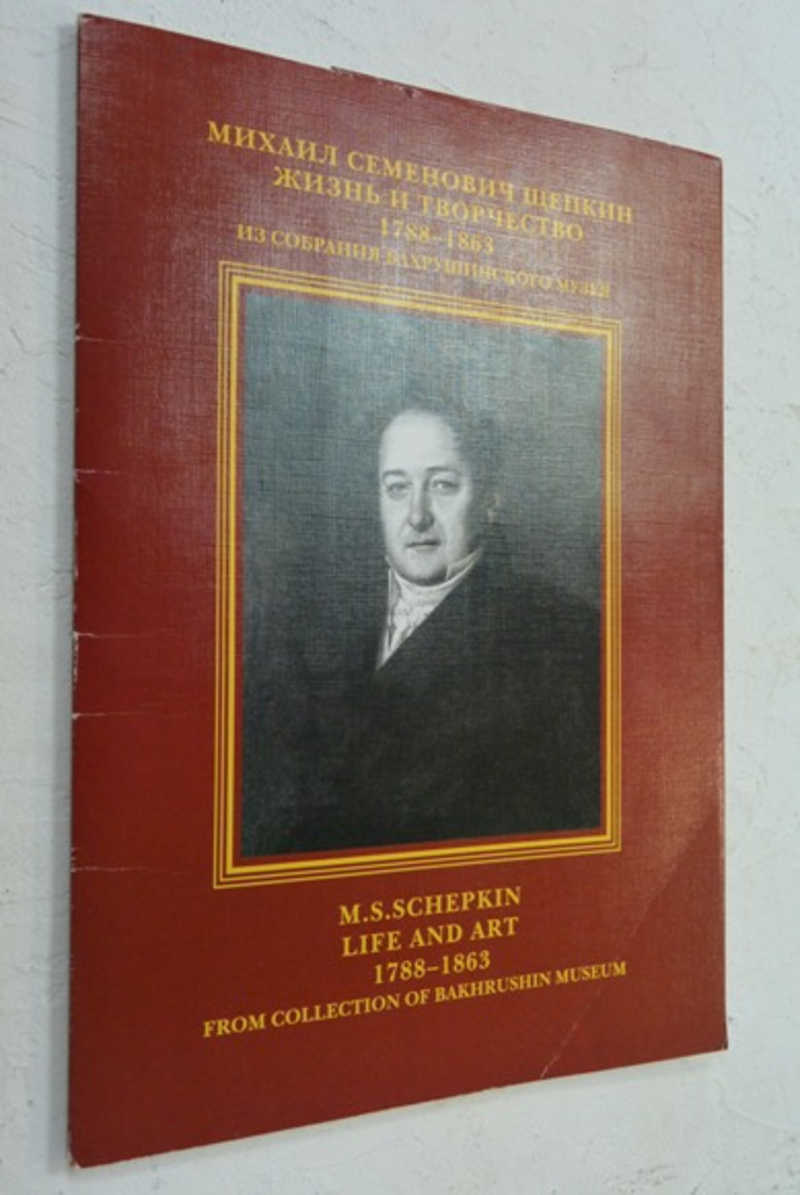 МИХАИЛ СЕМЕНОВИЧ ЩЕПКИН
ЖИЗНЬ И ТВОРЧЕСТВО
1788–1863
ИЗ СОБРАНИЯ БАХРУШИНСКОГО МУЗЕЯ
M.S.SCHEPKIN
LIFE AND ART
1788–1863
FROM COLLECTION OF BAKHRUSHIN MUSEUM